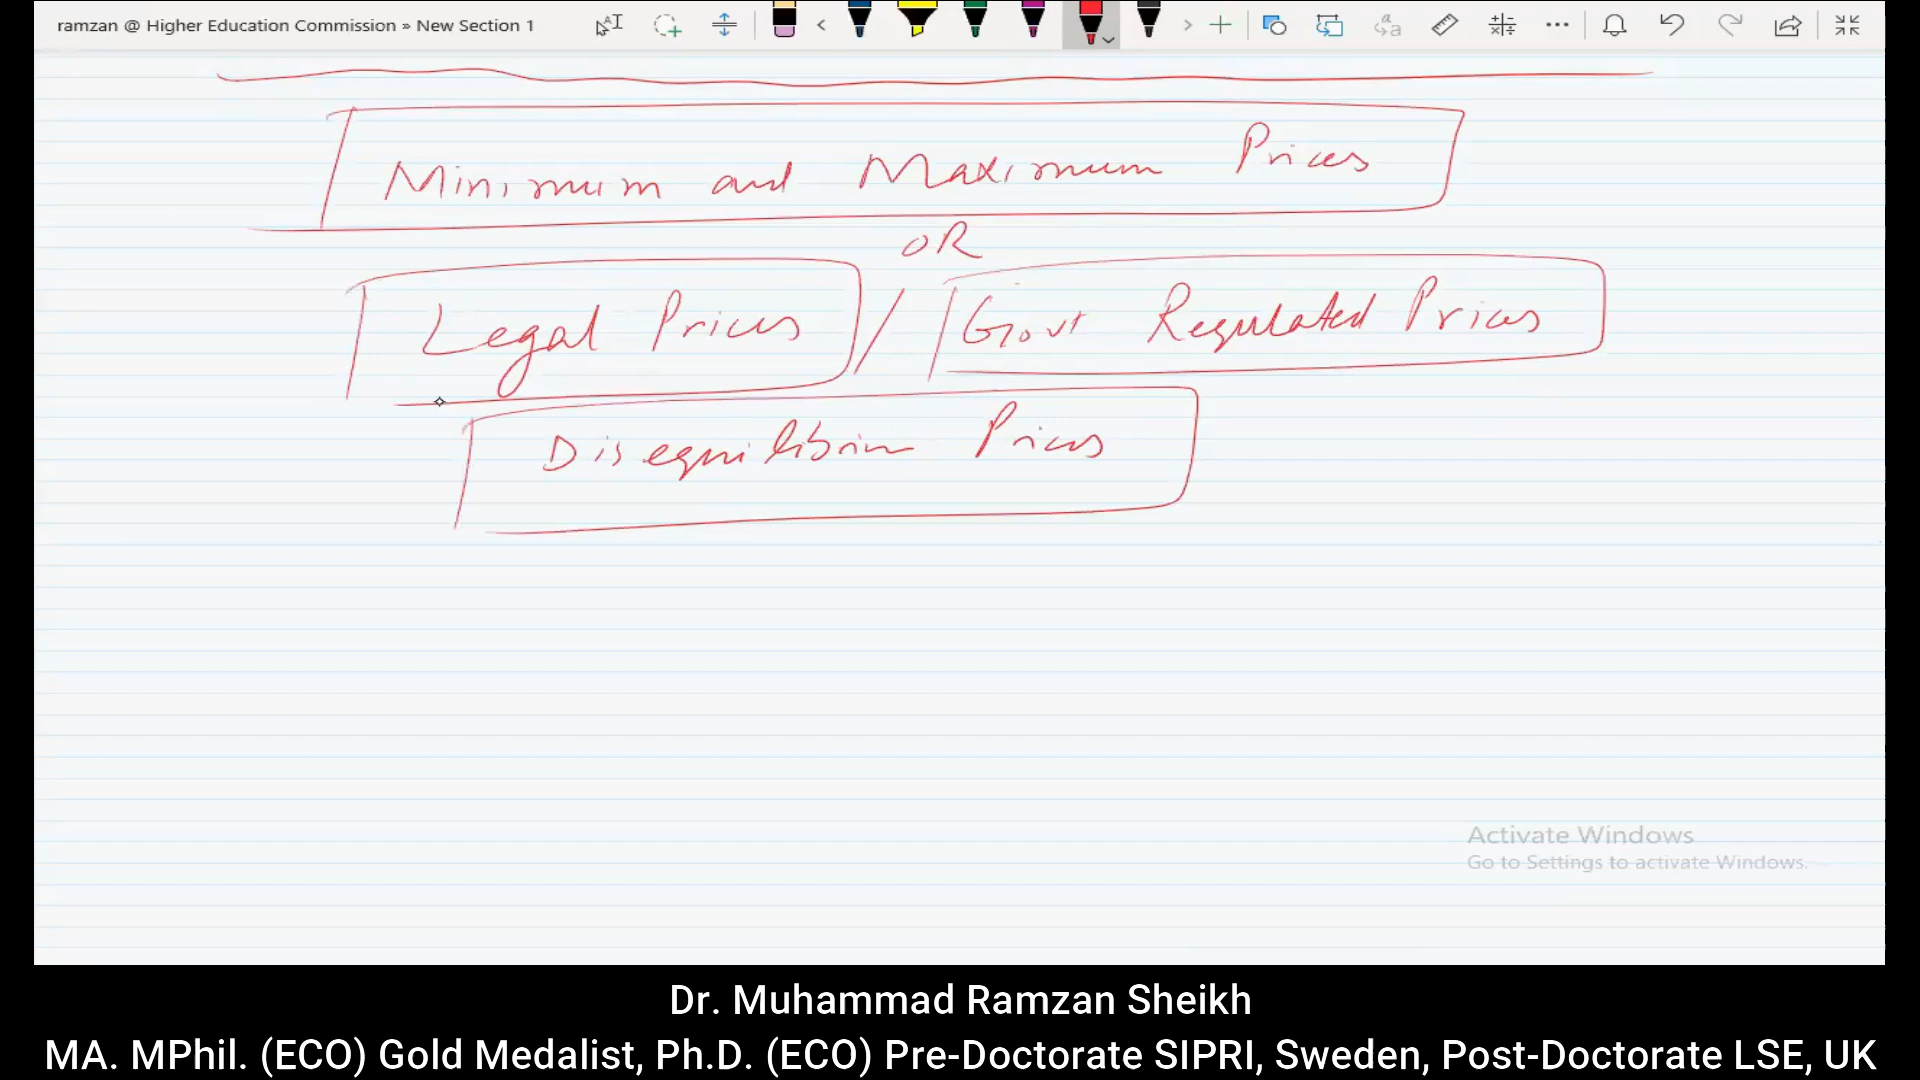 ramzan @ Higher Education Commission » New Section 1
Minimum and Maximum Prices
OR
Legal Prices / Govt Regulated Prices
Disequilibrium Prices
Activate Windows
Go to Settings to activate Windows.
Dr. Muhammad Ramzan Sheikh
MA. MPhil. (ECO) Gold Medalist, Ph.D. (ECO) Pre-Doctorate SIPRI, Sweden, Post-Doctorate LSE, UK